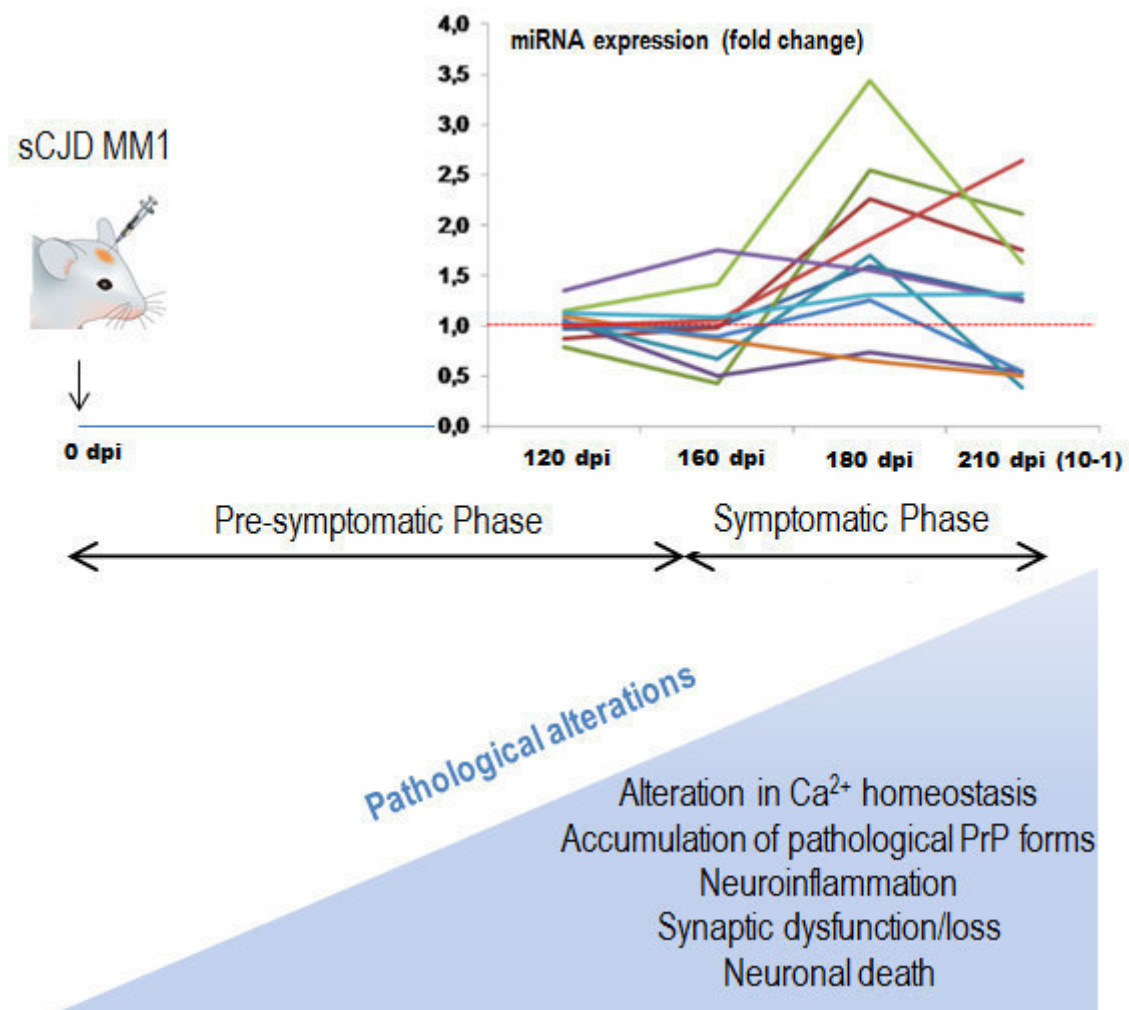 miRNA expression (fold change)
4,0
3,5
3,0
2,5
2,0
1,5
1,0
0,5
0,0
sCJD MM1
0 dpi
120 dpi
160 dpi
180 dpi
210 dpi (10-1)
Pre-symptomatic Phase
Symptomatic Phase
Pathological alterations
Alteration in Ca²⁺ homeostasis
Accumulation of pathological PrP forms
Neuroinflammation
Synaptic dysfunction/loss
Neuronal death